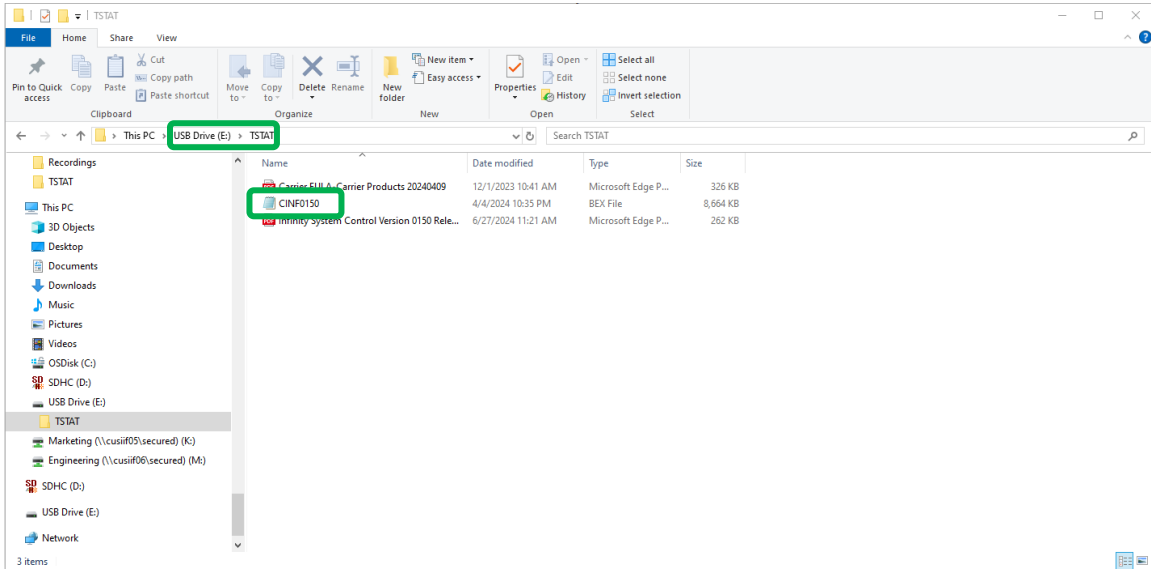 TSTAT
File Home Share View
Pin to Quick access
Copy
Paste
Cut
Copy path
Paste shortcut
Clipboard
Move to
Copy to
Delete
Rename
Organize
New folder
New item
Easy access
New
Properties
Open
Edit
History
Open
Select all
Select none
Invert selection
Select
This PC > USB Drive (E:) > TSTAT
Search TSTAT
Recordings
TSTAT
This PC
3D Objects
Desktop
Documents
Downloads
Music
Pictures
Videos
OSDisk (C:)
SDHC (D:)
USB Drive (E:)
TSTAT
Marketing (\\cusiif05\secured) (K:)
Engineering (\\cusiif06\secured) (M:)
SDHC (D:)
USB Drive (E:)
Network
Name Date modified Type Size
Carrier EULA-Carrier Products 20240409 12/1/2023 10:41 AM Microsoft Edge P... 326 KB
CINF0150 4/4/2024 10:35 PM BEX File 8,664 KB
Infinity System Control Version 0150 Rele... 6/27/2024 11:21 AM Microsoft Edge P... 262 KB
3 items